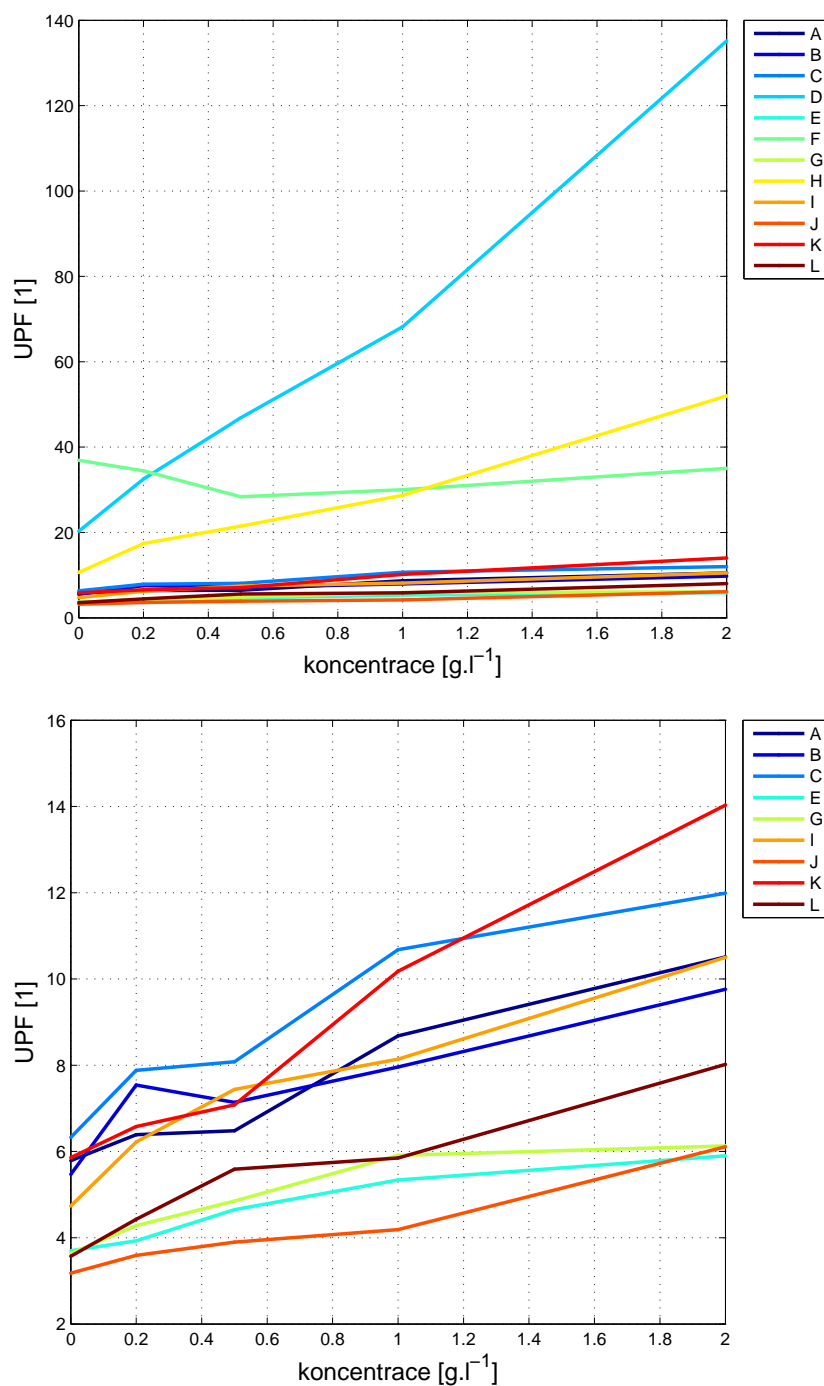 140
120
100
80
60
40
20
0
UPF [1]
0 0.2 0.4 0.6 0.8 1 1.2 1.4 1.6 1.8 2
koncentrace [g.l⁻¹]
A
B
C
D
E
F
G
H
I
J
K
L
16
14
12
10
8
6
4
2
UPF [1]
0 0.2 0.4 0.6 0.8 1 1.2 1.4 1.6 1.8 2
koncentrace [g.l⁻¹]
A
B
C
E
G
I
J
K
L